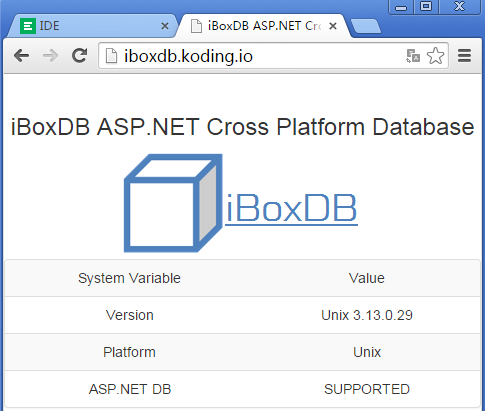 IDE
iBoxDB ASP.NET Cr
iboxdb.koding.io
iBoxDB ASP.NET Cross Platform Database
iBoxDB
System Variable Value
Version Unix 3.13.0.29
Platform Unix
ASP.NET DB SUPPORTED